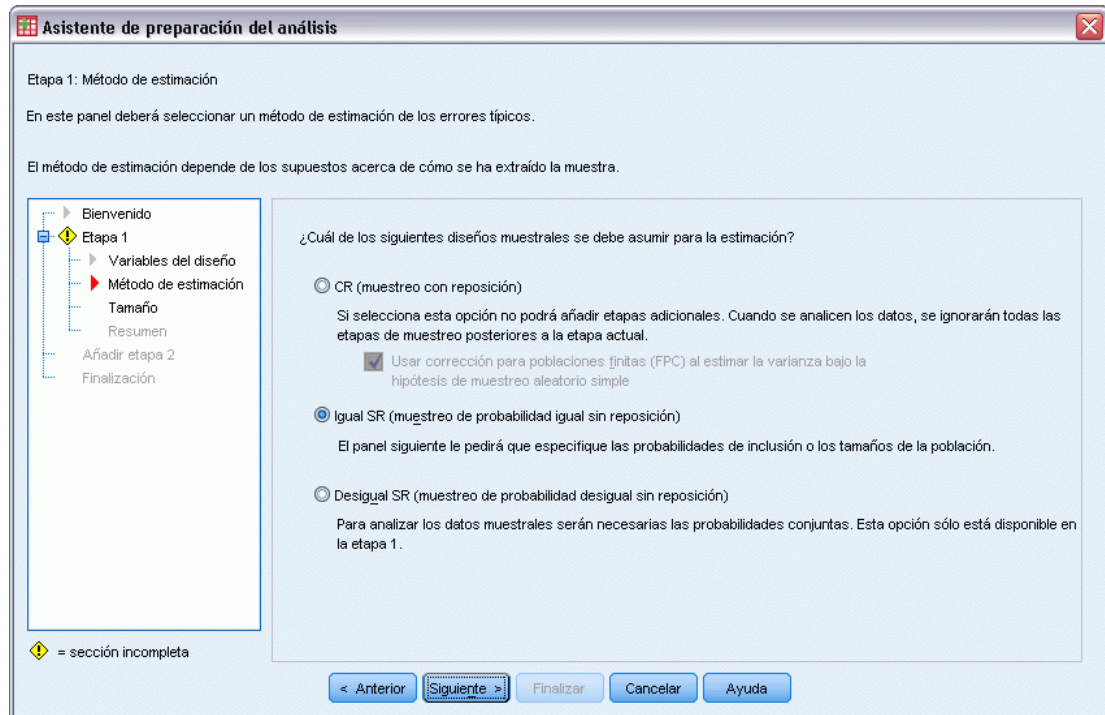 Asistente de preparación del análisis
Etapa 1: Método de estimación
En este panel deberá seleccionar un método de estimación de los errores típicos.
El método de estimación depende de los supuestos acerca de cómo se ha extraído la muestra.
Bienvenido
Etapa 1
Variables del diseño
Método de estimación
Tamaño
Resumen
Añadir etapa 2
Finalización
= sección incompleta
¿Cuál de los siguientes diseños muestrales se debe asumir para la estimación?
CR (muestreo con reposición)
Si selecciona esta opción no podrá añadir etapas adicionales. Cuando se analicen los datos, se ignorarán todas las
etapas de muestreo posteriores a la etapa actual.
Usar corrección para poblaciones finitas (FPC) al estimar la varianza bajo la
hipótesis de muestreo aleatorio simple
Igual SR (muestreo de probabilidad igual sin reposición)
El panel siguiente le pedirá que especifique las probabilidades de inclusión o los tamaños de la población.
Desigual SR (muestreo de probabilidad desigual sin reposición)
Para analizar los datos muestrales serán necesarias las probabilidades conjuntas. Esta opción sólo está disponible en
la etapa 1.
< Anterior
Siguiente >
Finalizar
Cancelar
Ayuda